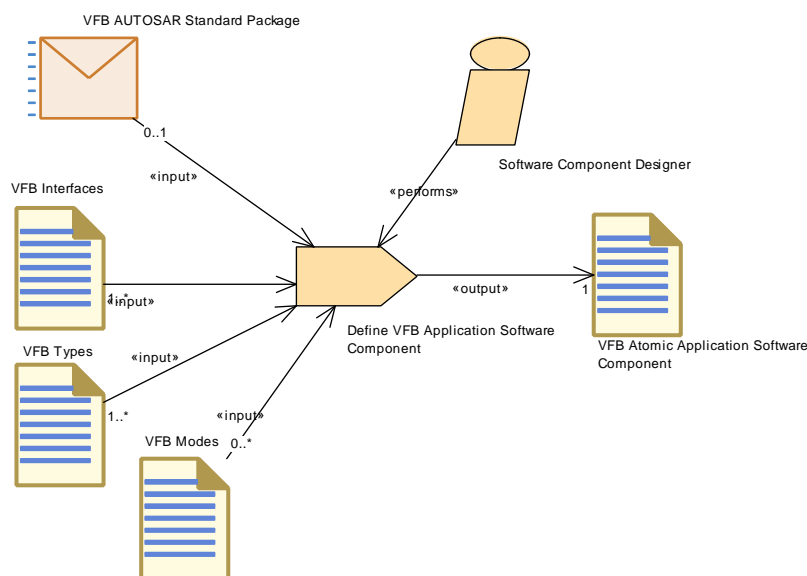 VFB AUTOSAR Standard Package
0..1
«input»
Software Component Designer
«performs»
VFB Interfaces
1..*
«input»
«output»
1
Define VFB Application Software
Component
VFB Atomic Application Software
Component
VFB Types
«input»
1..*
«input»
VFB Modes
0..*